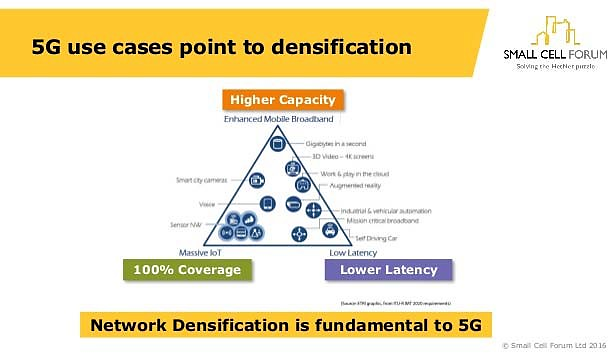 5G use cases point to densification
SMALL CELL FORUM
Solving the HetNet puzzle
Higher Capacity
Enhanced Mobile Broadband
Gigabytes in a second
3D Video – 4K screens
Smart city cameras
Work & play in the cloud
Augmented reality
Voice
Industrial & vehicular automation
Mission critical broadband
Sensor NW
Self Driving Car
Massive IoT
Low Latency
100% Coverage
Lower Latency
(Source ETRI graphic, from ITU-R IMT 2020 requirements)
Network Densification is fundamental to 5G
© Small Cell Forum Ltd 2016